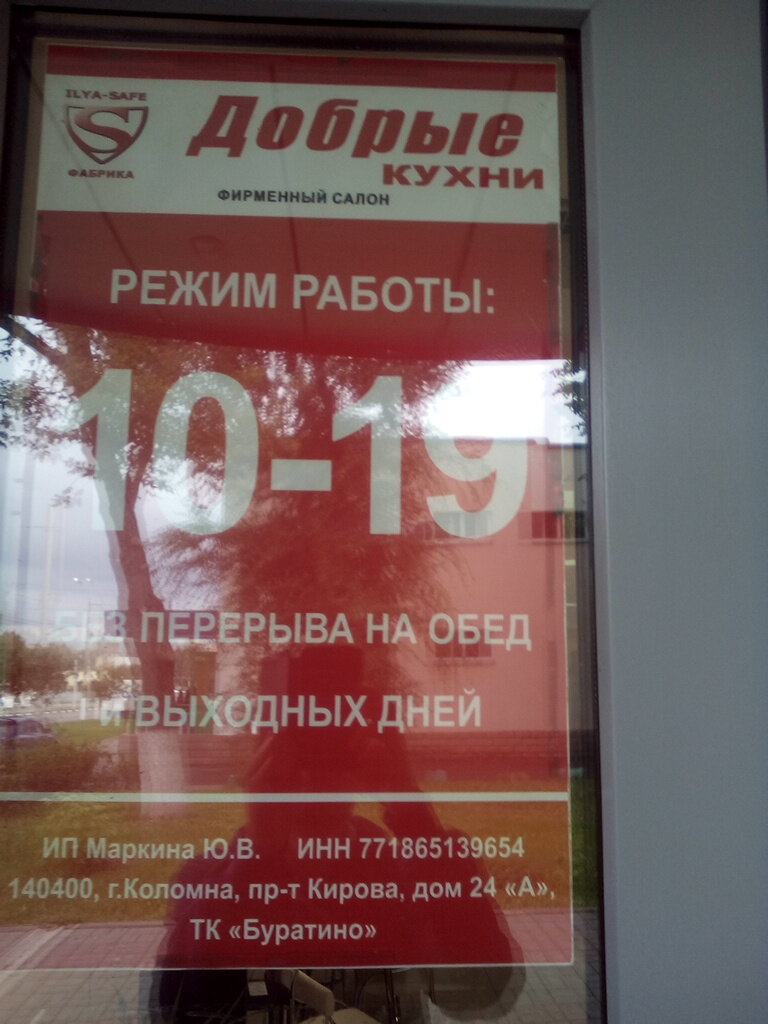 ILYA-SAFE
S
ФАБРИКА
Добрые
КУХНИ
ФИРМЕННЫЙ САЛОН
РЕЖИМ РАБОТЫ:
10-19
БЕЗ ПЕРЕРЫВА НА ОБЕД
И ВЫХОДНЫХ ДНЕЙ
ИП Маркина Ю.В. ИНН 771865139654
140400, г.Коломна, пр-т Кирова, дом 24 «А»,
ТК «Буратино»